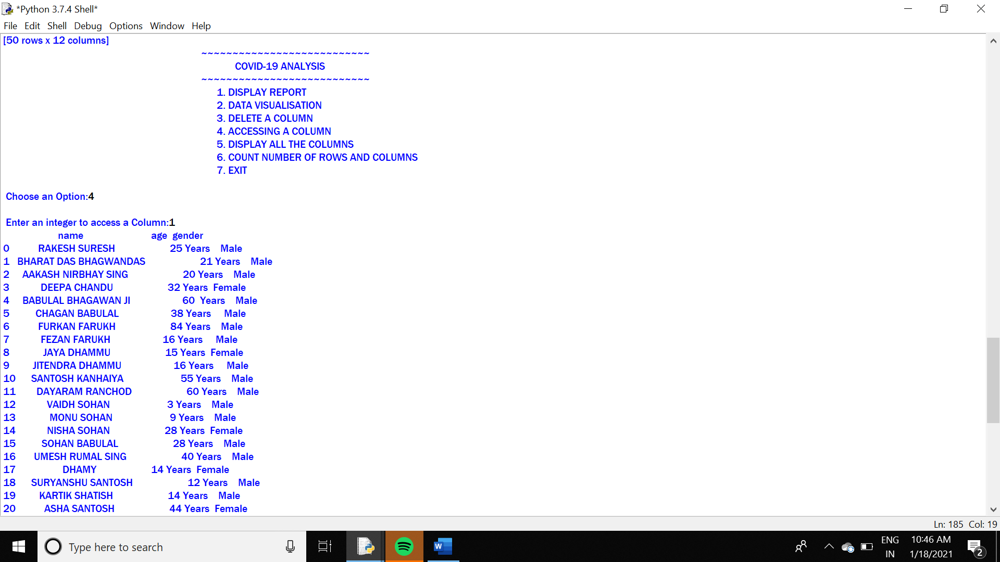 *Python 3.7.4 Shell*
File Edit Shell Debug Options Window Help
[50 rows x 12 columns]
~~~~~~~~~~~~~~~~~~~~~~~~~~~
COVID-19 ANALYSIS
~~~~~~~~~~~~~~~~~~~~~~~~~~~
1. DISPLAY REPORT
2. DATA VISUALISATION
3. DELETE A COLUMN
4. ACCESSING A COLUMN
5. DISPLAY ALL THE COLUMNS
6. COUNT NUMBER OF ROWS AND COLUMNS
7. EXIT
Choose an Option:4
Enter an integer to access a Column:1
name age gender
0 RAKESH SURESH 25 Years Male
1 BHARAT DAS BHAGWANDAS 21 Years Male
2 AAKASH NIRBHAY SING 20 Years Male
3 DEEPA CHANDU 32 Years Female
4 BABULAL BHAGAWAN JI 60 Years Male
5 CHAGAN BABULAL 38 Years Male
6 FURKAN FARUKH 84 Years Male
7 FEZAN FARUKH 16 Years Male
8 JAYA DHAMMU 15 Years Female
9 JITENDRA DHAMMU 16 Years Male
10 SANTOSH KANHAIYA 55 Years Male
11 DAYARAM RANCHOD 60 Years Male
12 VAIDH SOHAN 3 Years Male
13 MONU SOHAN 9 Years Male
14 NISHA SOHAN 28 Years Female
15 SOHAN BABULAL 28 Years Male
16 UMESH RUMAL SING 40 Years Male
17 DHAMY 14 Years Female
18 SURYANSHU SANTOSH 12 Years Male
19 KARTIK SHATISH 14 Years Male
20 ASHA SANTOSH 44 Years Female
Ln: 185 Col: 19
Type here to search
W
ENG
IN
10:46 AM
1/18/2021
2